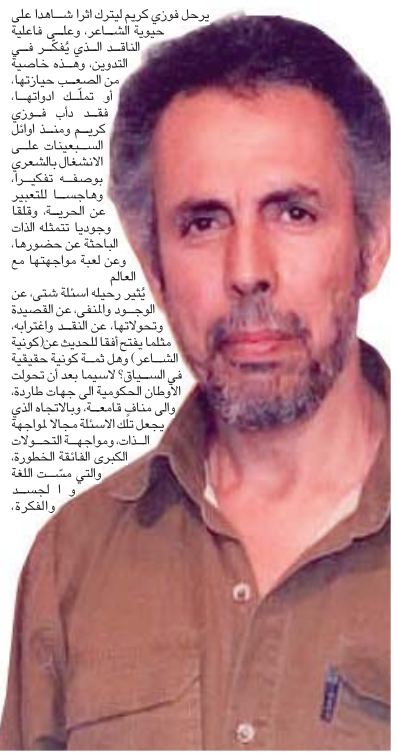 يرحل فوزي كريم ليترك اثرا شاهدا على
حيوية الشاعر، وعلى فاعلية
الناقد الذي يُفكّر في
التدوين، وهذه خاصية
من الصعب حيازتها،
أو تملّك ادواتها،
فقد دأب فوزي
كريم ومنذ اوائل
السبعينات على
الانشغال بالشعري
بوصفه تفكيرا،
وهاجسا للتعبير
عن الحرية، وقلقا
وجوديا تتمثله الذات
الباحثة عن حضورها،
وعن لعبة مواجهتها مع
العالم
يُثير رحيله اسئلة شتى، عن
الوجود والمنفى، عن القصيدة
وتحولاتها، عن النقد واغترابه،
مثلما يفتح أفقا للحديث عن(كونية
الشاعر) وهل ثمة كونية حقيقية
في السياق؟ لاسيما بعد أن تحولت
الأوطان الحكومية الى جهات طاردة،
والى منافٍ قامعة، وبالاتجاه الذي
يجعل تلك الاسئلة مجالا لمواجهة
الذات، ومواجهة التحولات
الكبرى الفائقة الخطورة،
والتي مسّت اللغة
و ا لجسد
والفكرة،